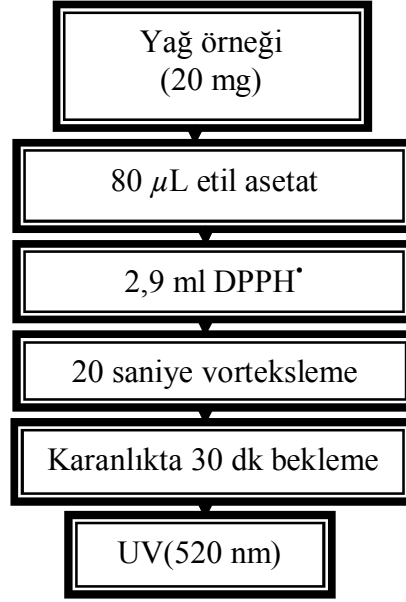 Yağ örneği
(20 mg)
80 µL etil asetat
2,9 ml DPPH•
20 saniye vorteksleme
Karanlıkta 30 dk bekleme
UV(520 nm)